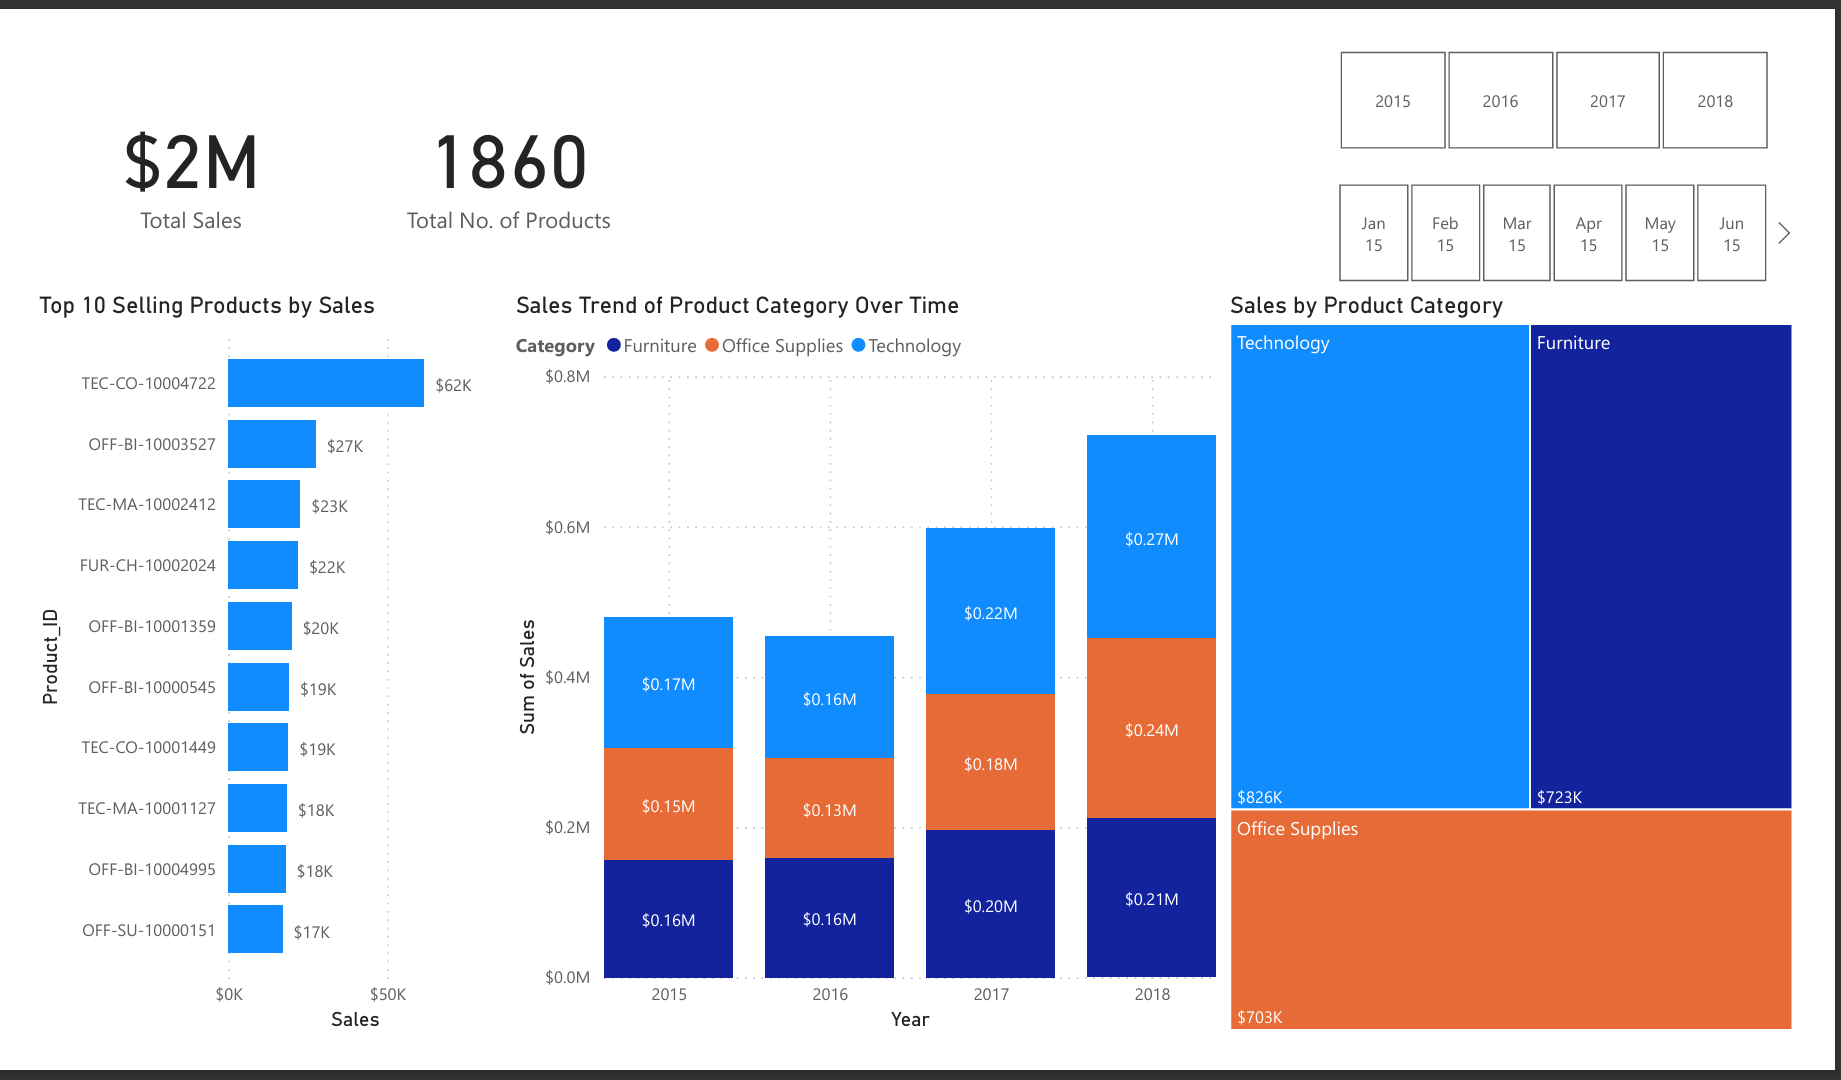 2015 2016 2017 2018
$2M
Total Sales
1860
Total No. of Products
Jan 15 Feb 15 Mar 15 Apr 15 May 15 Jun 15
Top 10 Selling Products by Sales
Product_ID
TEC-CO-10004722 $62K
OFF-BI-10003527 $27K
TEC-MA-10002412 $23K
FUR-CH-10002024 $22K
OFF-BI-10001359 $20K
OFF-BI-10000545 $19K
TEC-CO-10001449 $19K
TEC-MA-10001127 $18K
OFF-BI-10004995 $18K
OFF-SU-10000151 $17K
$0K $50K
Sales
Sales Trend of Product Category Over Time
Category Furniture Office Supplies Technology
Sum of Sales
$0.8M
$0.6M
$0.4M
$0.2M
$0.0M
$0.17M
$0.15M
$0.16M
$0.16M
$0.13M
$0.16M
$0.22M
$0.18M
$0.20M
$0.27M
$0.24M
$0.21M
2015 2016 2017 2018
Year
Sales by Product Category
Technology
$826K
Furniture
$723K
Office Supplies
$703K